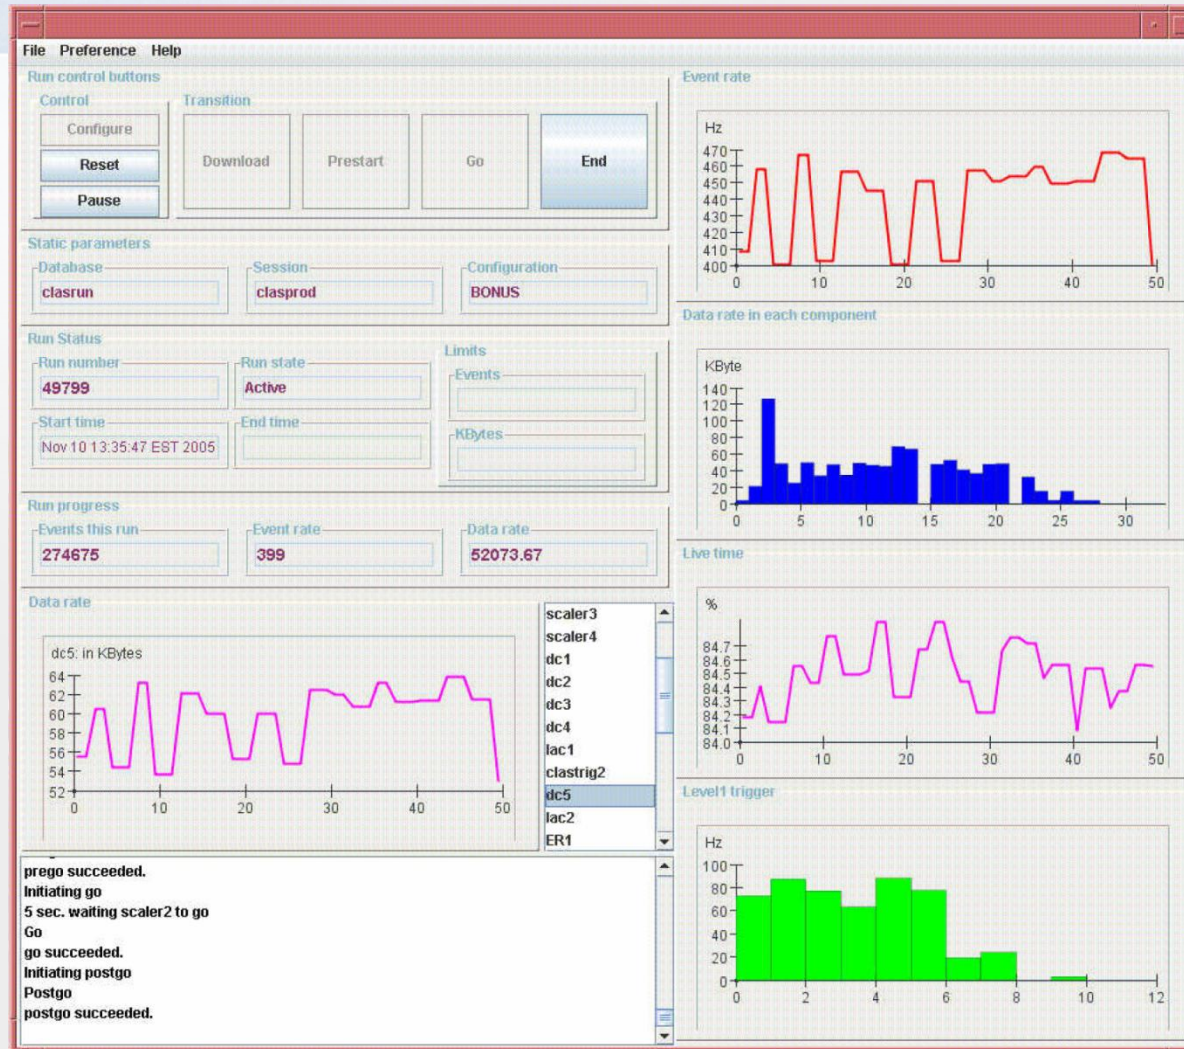 File Preference Help
Run control buttons
Control
Configure
Reset
Pause
Transition
Download
Prestart
Go
End
Static parameters
Database
clasrun
Session
clasprod
Configuration
BONUS
Run Status
Run number
49799
Run state
Active
Start time
Nov 10 13:35:47 EST 2005
End time
Limits
Events
KBytes
Run progress
Events this run
274675
Event rate
399
Data rate
52073.67
Data rate
dc5: in KBytes
64
62
60
58
56
54
52
0 10 20 30 40 50
scaler3
scaler4
dc1
dc2
dc3
dc4
lac1
clastrig2
dc5
lac2
ER1
prego succeeded.
Initiating go
5 sec. waiting scaler2 to go
Go
go succeeded.
Initiating postgo
Postgo
postgo succeeded.
Event rate
Hz
470
460
450
440
430
420
410
400
0 10 20 30 40 50
Data rate in each component
KByte
140
120
100
80
60
40
20
0
0 5 10 15 20 25 30
Live time
%
84.7
84.6
84.5
84.4
84.3
84.2
84.1
84.0
0 10 20 30 40 50
Level1 trigger
Hz
100
80
60
40
20
0
0 2 4 6 8 10 12